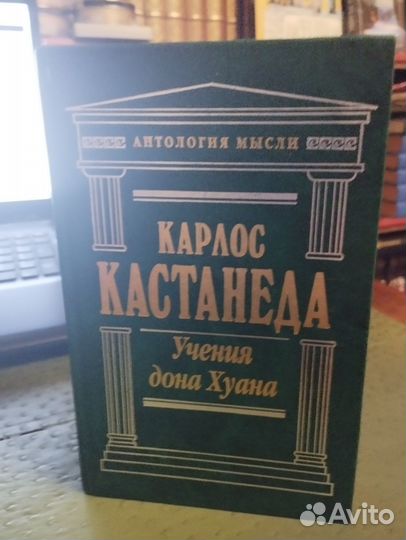 АНТОЛОГИЯ МЫСЛИ
КАРЛОС
КАСТАНЕДА
Учения
дона Хуана
Avito